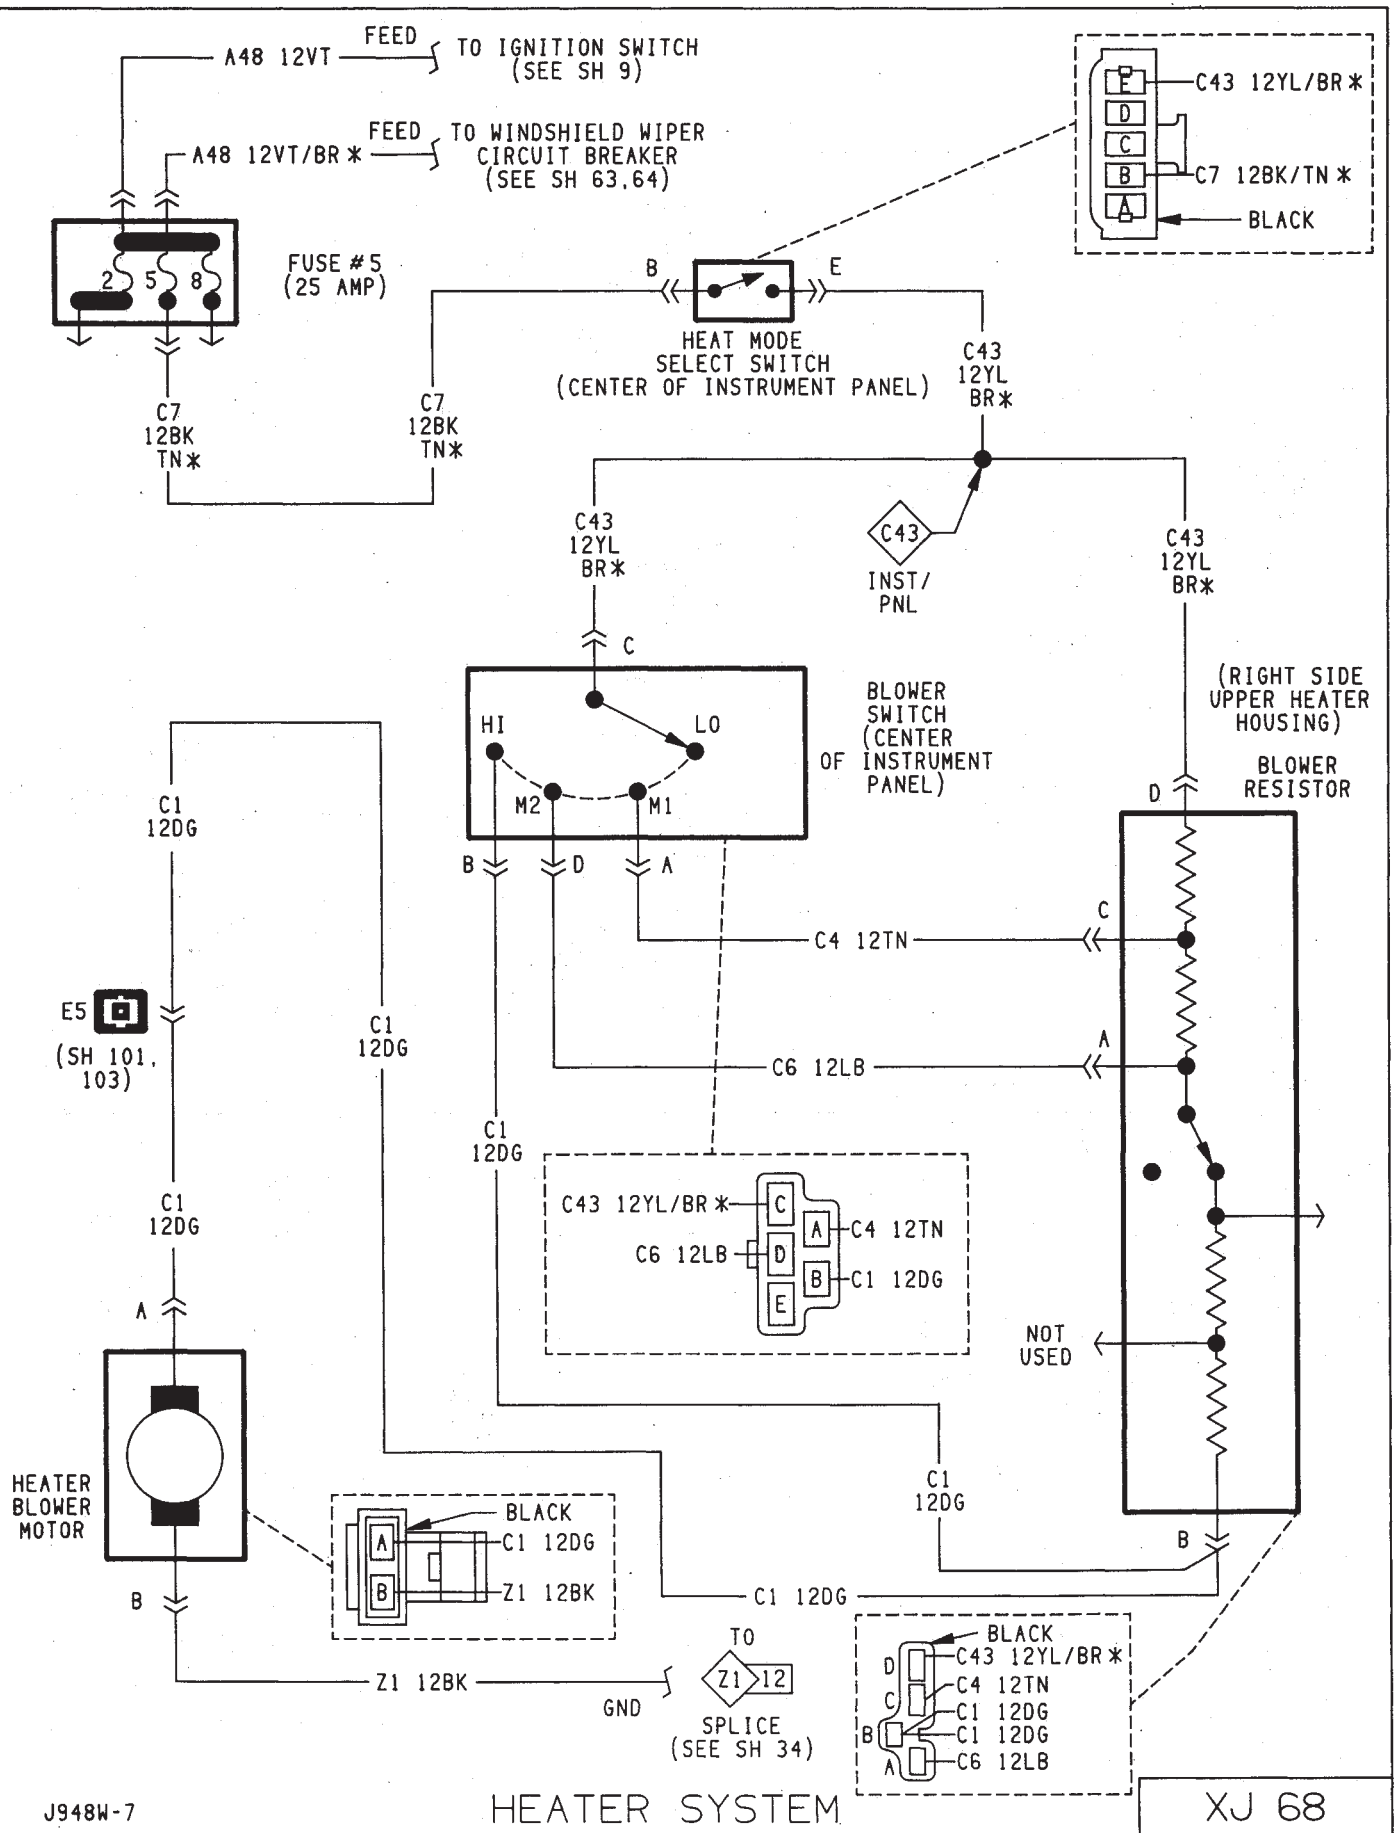 A48 12VT
FEED
TO IGNITION SWITCH
(SEE SH 9)
A48 12VT/BR*
FEED
TO WINDSHIELD WIPER
CIRCUIT BREAKER
(SEE SH 63,64)
2
5
8
FUSE #5
(25 AMP)
E
D
C
B
A
C43 12YL/BR*
C7 12BK/TN*
BLACK
B
E
HEAT MODE
SELECT SWITCH
(CENTER OF INSTRUMENT PANEL)
C7
12BK
TN*
C7
12BK
TN*
C43
12YL
BR*
C43
12YL
BR*
C43
INST/
PNL
C43
12YL
BR*
C
HI
LO
M2
M1
BLOWER
SWITCH
(CENTER
OF INSTRUMENT
PANEL)
(RIGHT SIDE
UPPER HEATER
HOUSING)
BLOWER
RESISTOR
D
B
D
A
C1
12DG
C
C4 12TN
E5
(SH 101,
103)
C1
12DG
A
C6 12LB
C1
12DG
C1
12DG
C43 12YL/BR*
C6 12LB
C
D
E
A
B
C4 12TN
C1 12DG
A
NOT
USED
HEATER
BLOWER
MOTOR
B
BLACK
A
C1 12DG
B
Z1 12BK
C1
12DG
B
C1 12DG
Z1 12BK
GND
TO
Z1
12
SPLICE
(SEE SH 34)
BLACK
D
C43 12YL/BR*
C
C4 12TN
C1 12DG
B
C1 12DG
A
C6 12LB
J948W-7
HEATER SYSTEM
XJ 68